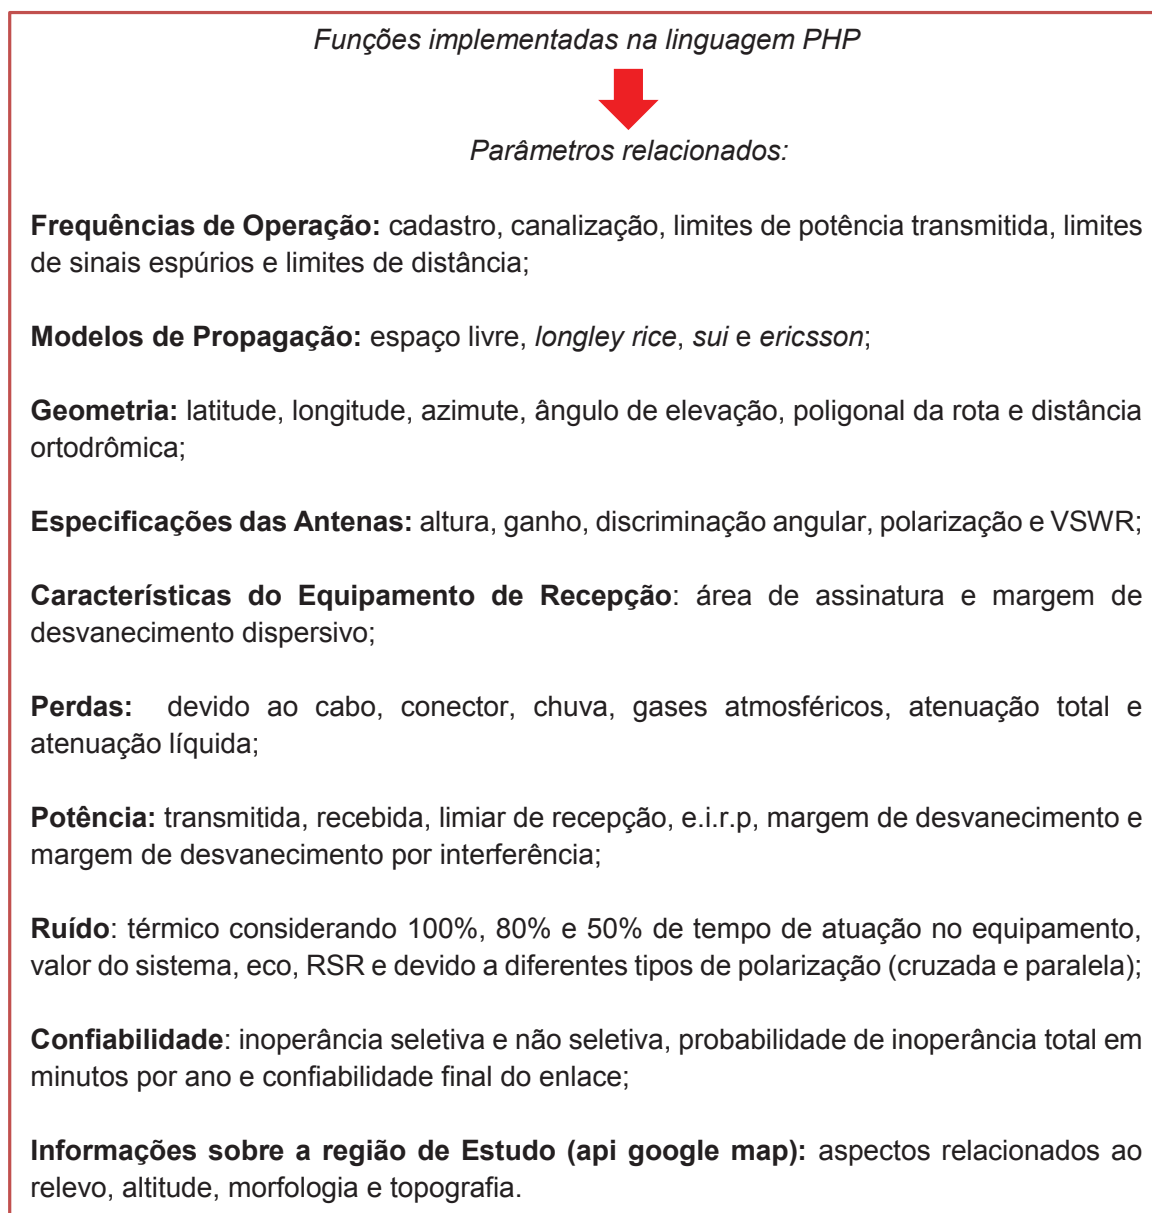 Funções implementadas na linguagem PHP
Parâmetros relacionados:
Frequências de Operação: cadastro, canalização, limites de potência transmitida, limites
de sinais espúrios e limites de distância;
Modelos de Propagação: espaço livre, longley rice, sui e ericsson;
Geometria: latitude, longitude, azimute, ângulo de elevação, poligonal da rota e distância
ortodrômica;
Especificações das Antenas: altura, ganho, discriminação angular, polarização e VSWR;
Características do Equipamento de Recepção: área de assinatura e margem de
desvanecimento dispersivo;
Perdas: devido ao cabo, conector, chuva, gases atmosféricos, atenuação total e
atenuação líquida;
Potência: transmitida, recebida, limiar de recepção, e.i.r.p, margem de desvanecimento e
margem de desvanecimento por interferência;
Ruído: térmico considerando 100%, 80% e 50% de tempo de atuação no equipamento,
valor do sistema, eco, RSR e devido a diferentes tipos de polarização (cruzada e paralela);
Confiabilidade: inoperância seletiva e não seletiva, probabilidade de inoperância total em
minutos por ano e confiabilidade final do enlace;
Informações sobre a região de Estudo (api google map): aspectos relacionados ao
relevo, altitude, morfologia e topografia.